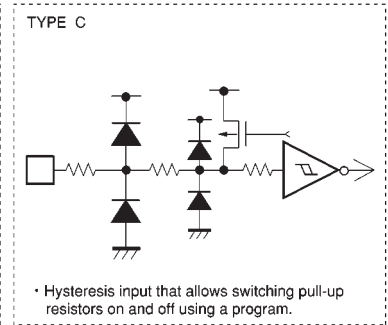 TYPE C
・Hysteresis input that allows switching pull-up
resistors on and off using a program.